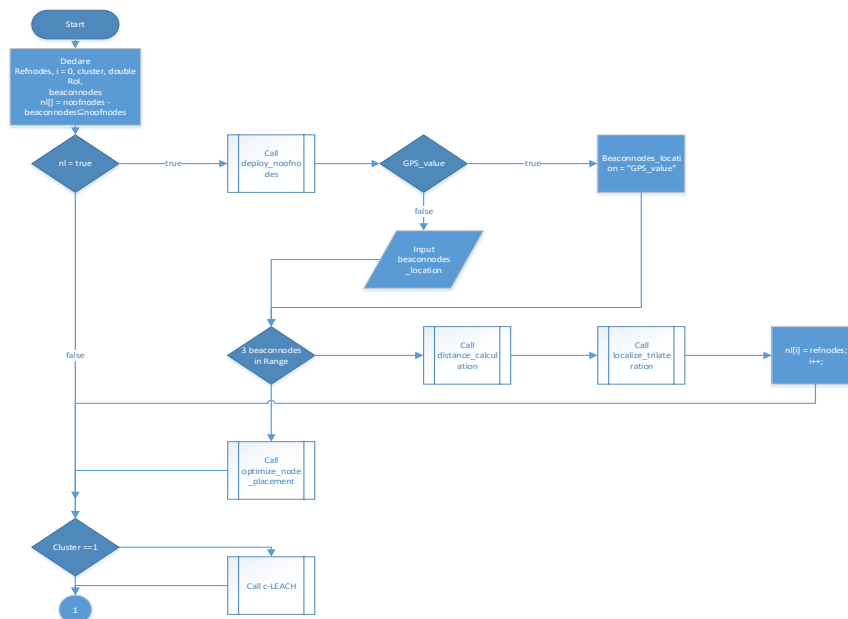 Start
Declare
Refnodes, i = 0, cluster, double
RoI,
beaconnodes
nl[] = noofnodes -
beaconnodes⊆noofnodes
nl = true
true
Call
deploy_noofno
des
GPS_value
true
Beaconnodes_locati
on = "GPS_value"
false
Input
beaconnodes
_location
false
3 beaconnodes
in Range
Call
distance_calcul
ation
Call
localize_trilate
ration
nl[i] = refnodes;
i++;
Call
optimize_node
_placement
Cluster ==1
Call c-LEACH
1